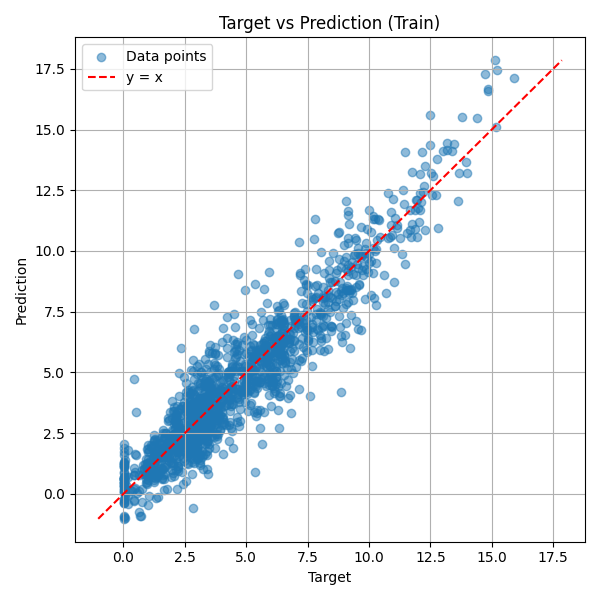 Target vs Prediction (Train)
Data points
y = x
17.5
15.0
12.5
10.0
7.5
5.0
2.5
0.0
Prediction
0.0 2.5 5.0 7.5 10.0 12.5 15.0 17.5
Target